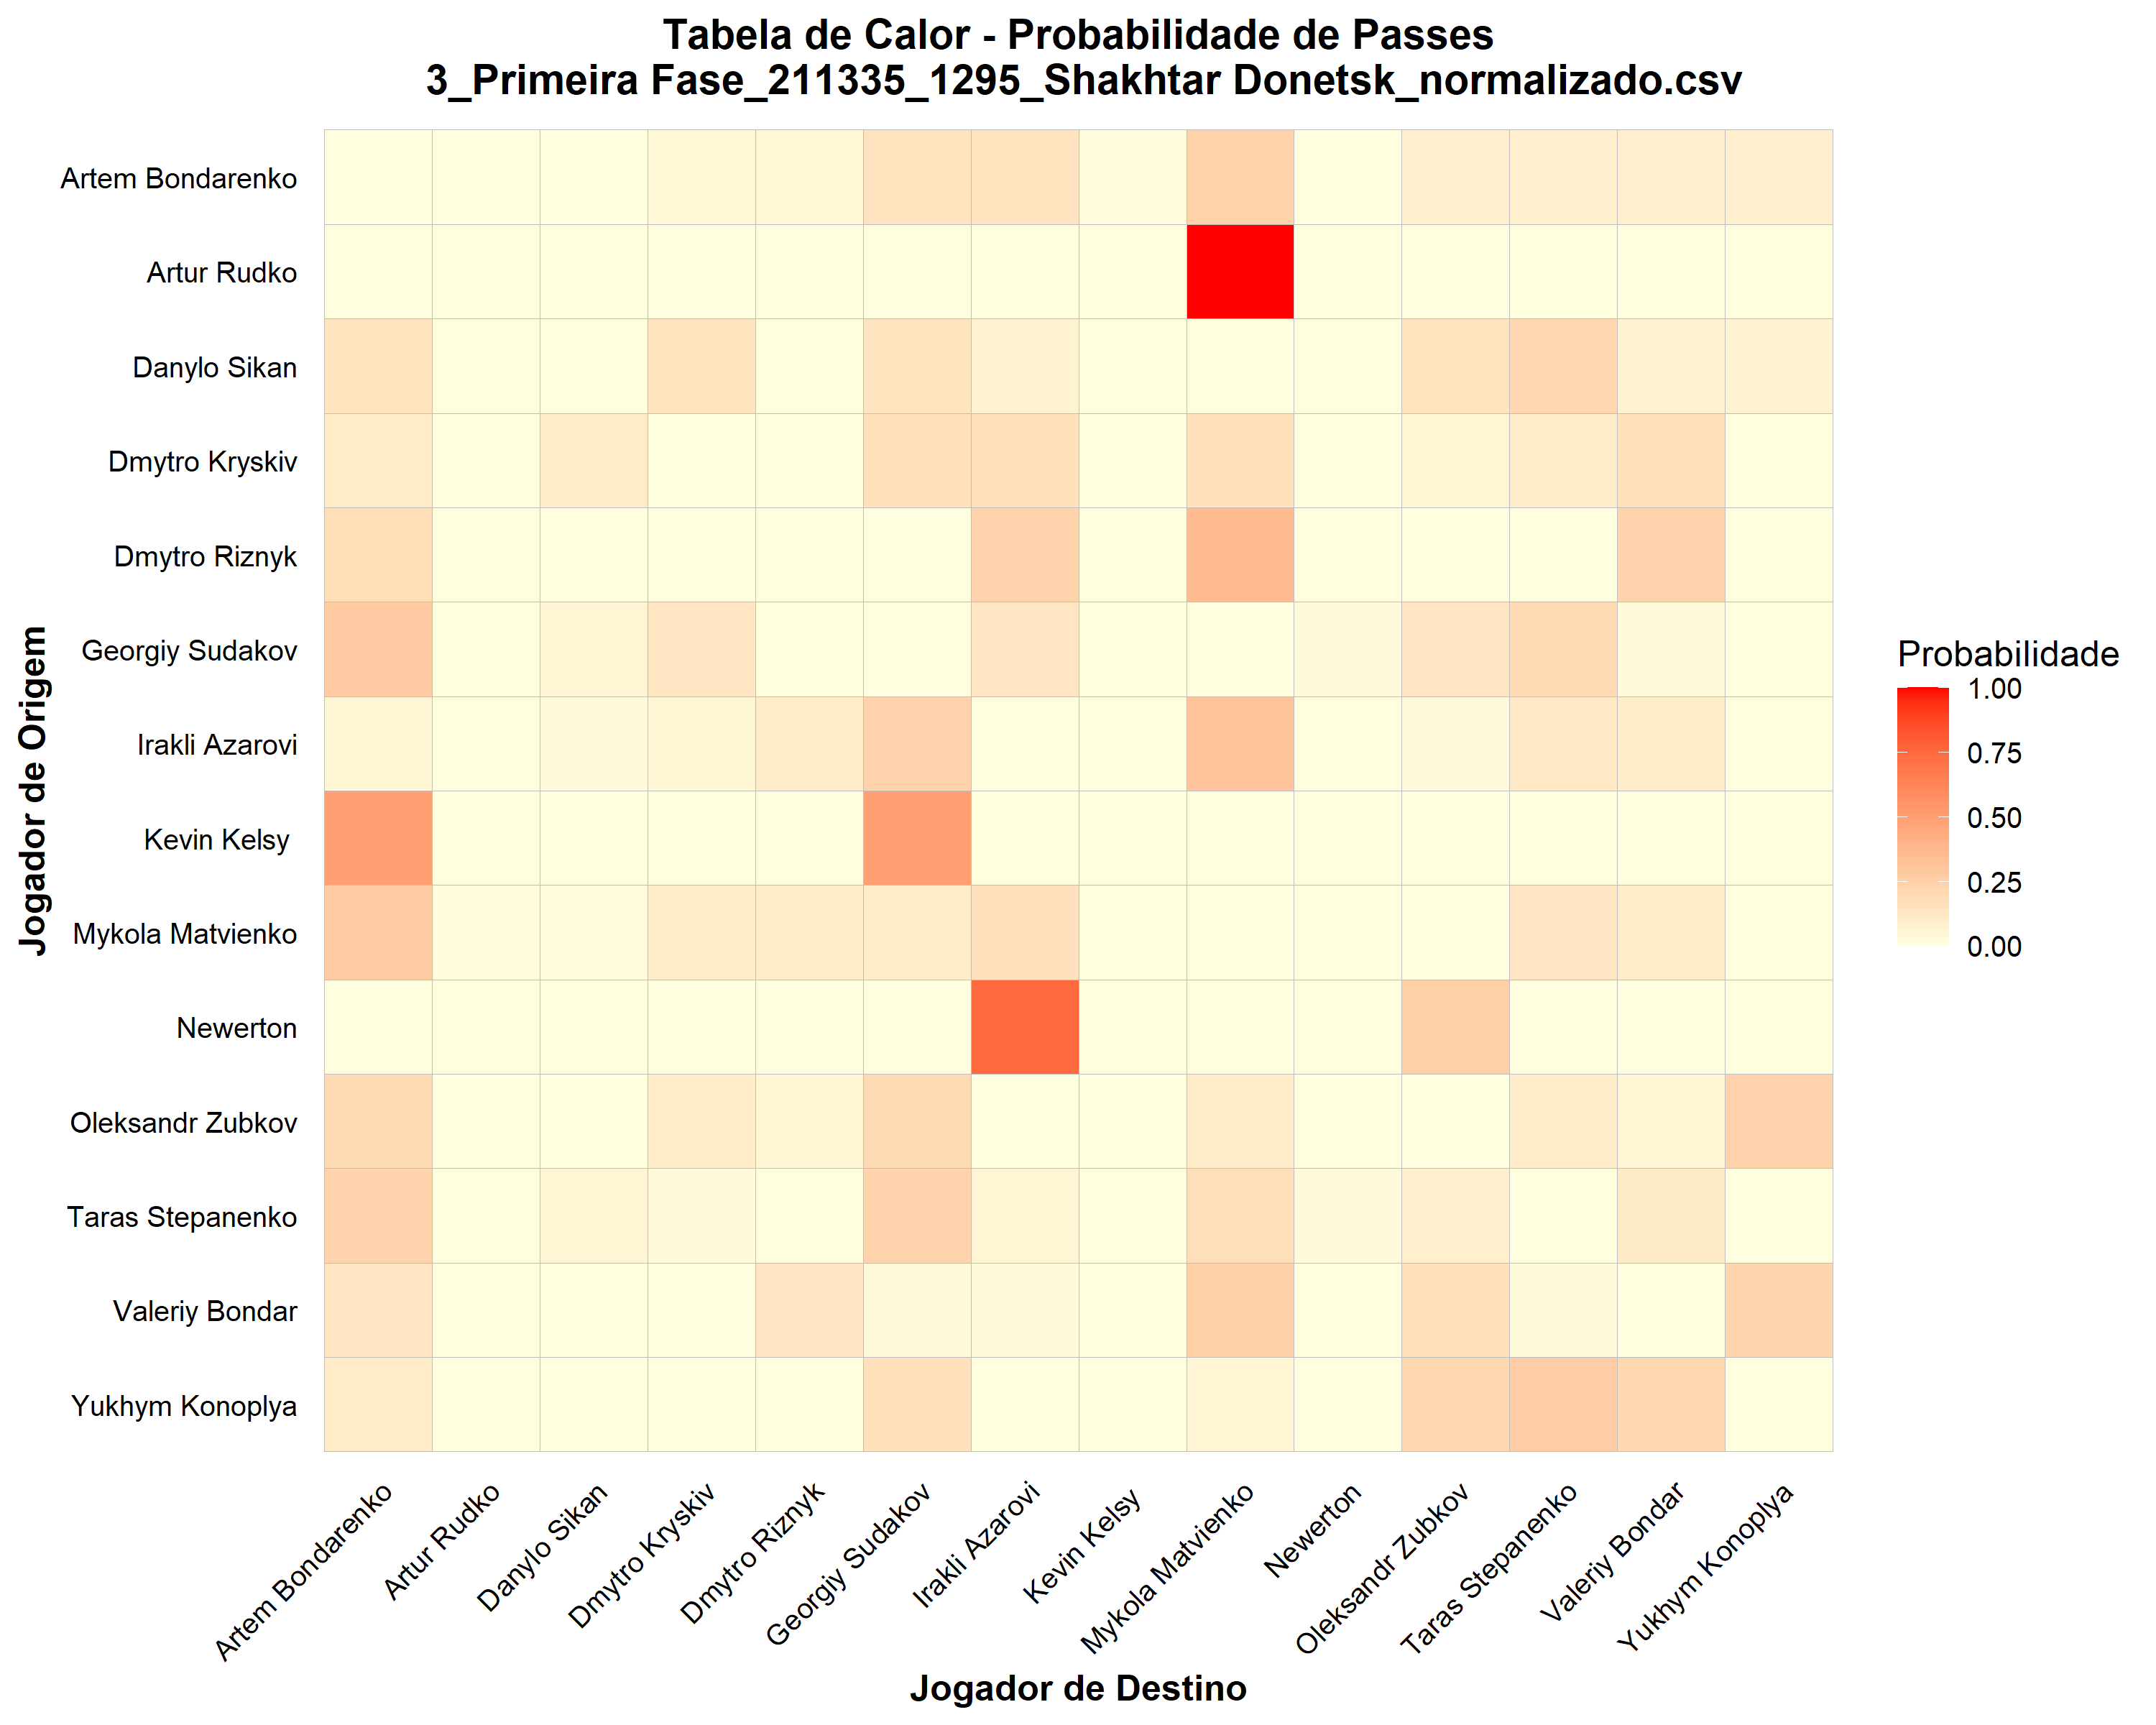 Tabela de Calor - Probabilidade de Passes
3_Primeira Fase_211335_1295_Shakhtar Donetsk_normalizado.csv
Jogador de Origem
Artem Bondarenko
Artur Rudko
Danylo Sikan
Dmytro Kryskiv
Dmytro Riznyk
Georgiy Sudakov
Irakli Azarovi
Kevin Kelsy
Mykola Matvienko
Newerton
Oleksandr Zubkov
Taras Stepanenko
Valeriy Bondar
Yukhym Konoplya
Artem Bondarenko
Artur Rudko
Danylo Sikan
Dmytro Kryskiv
Dmytro Riznyk
Georgiy Sudakov
Irakli Azarovi
Kevin Kelsy
Mykola Matvienko
Newerton
Oleksandr Zubkov
Taras Stepanenko
Valeriy Bondar
Yukhym Konoplya
Jogador de Destino
Probabilidade
1.00
0.75
0.50
0.25
0.00